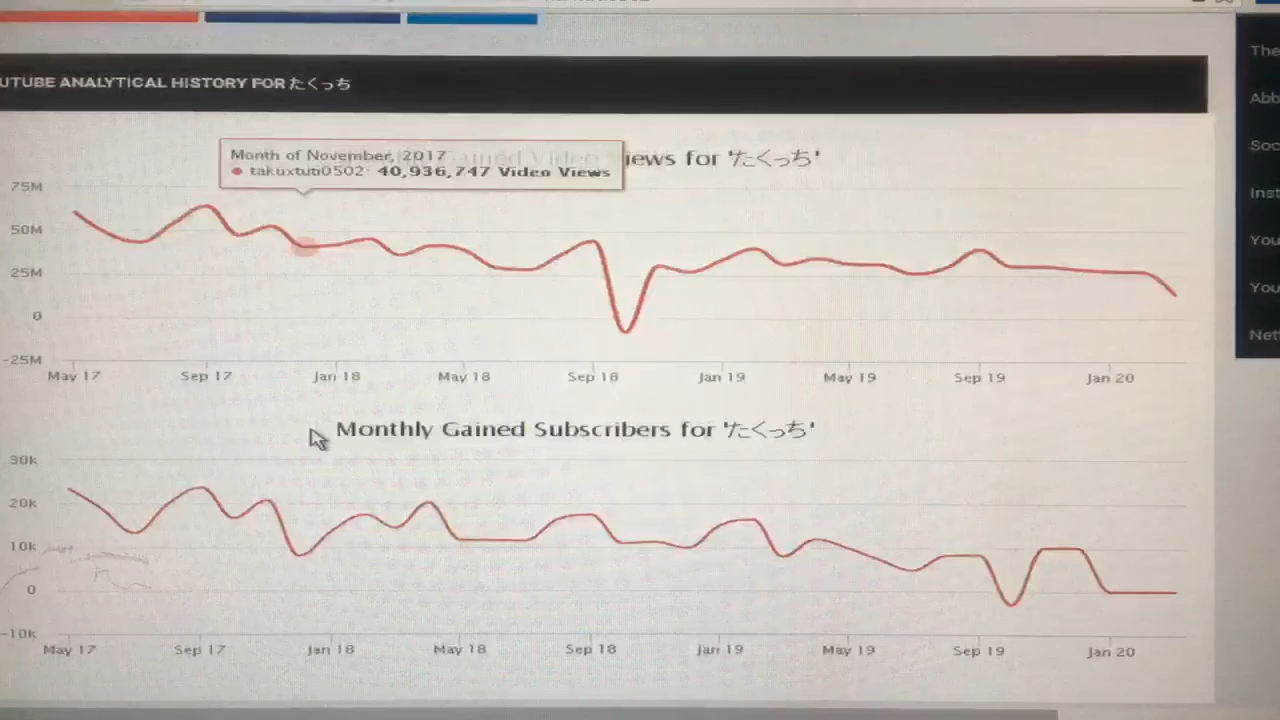 UTUBE ANALYTICAL HISTORY FOR たくっち
Month of November, 2017
takuxtub0502: 40,936,747 Video Views
ained Video iews for 'たくっち'
75M
50M
25M
0
-25M
May 17 Sep 17 Jan 18 May 18 Sep 18 Jan 19 May 19 Sep 19 Jan 20
Monthly Gained Subscribers for 'たくっち'
30k
20k
10k
0
-10k
May 17 Sep 17 Jan 18 May 18 Sep 18 Jan 19 May 19 Sep 19 Jan 20
The
Abb
Soc
Inst
You
You
Net